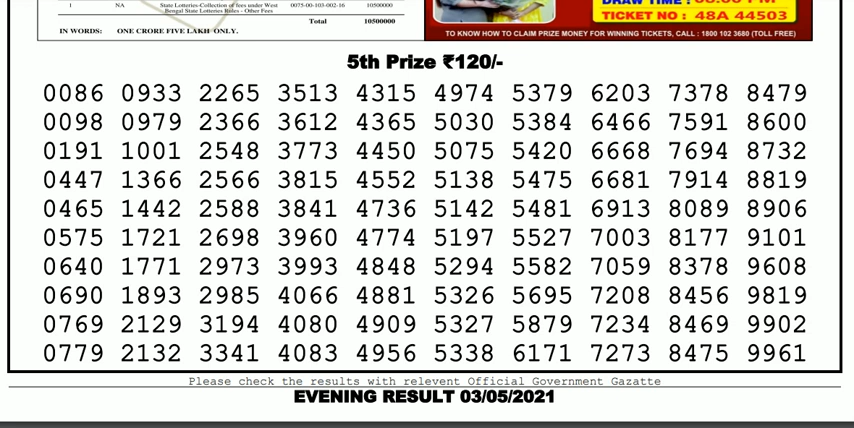 1 NA State Lotteries-Collection of fees under West 0075-00-103-002-16 10500000
Bengal State Lotteries Rules - Other Fees
Total 10500000
IN WORDS: ONE CRORE FIVE LAKH ONLY.
DRAW TIME : 08:00 PM
TICKET NO : 48A 44503
TO KNOW HOW TO CLAIM PRIZE MONEY FOR WINNING TICKETS, CALL : 1800 102 3680 (TOLL FREE)
5th Prize ₹120/-
0086 0933 2265 3513 4315 4974 5379 6203 7378 8479
0098 0979 2366 3612 4365 5030 5384 6466 7591 8600
0191 1001 2548 3773 4450 5075 5420 6668 7694 8732
0447 1366 2566 3815 4552 5138 5475 6681 7914 8819
0465 1442 2588 3841 4736 5142 5481 6913 8089 8906
0575 1721 2698 3960 4774 5197 5527 7003 8177 9101
0640 1771 2973 3993 4848 5294 5582 7059 8378 9608
0690 1893 2985 4066 4881 5326 5695 7208 8456 9819
0769 2129 3194 4080 4909 5327 5879 7234 8469 9902
0779 2132 3341 4083 4956 5338 6171 7273 8475 9961
Please check the results with relevent Official Government Gazatte
EVENING RESULT 03/05/2021